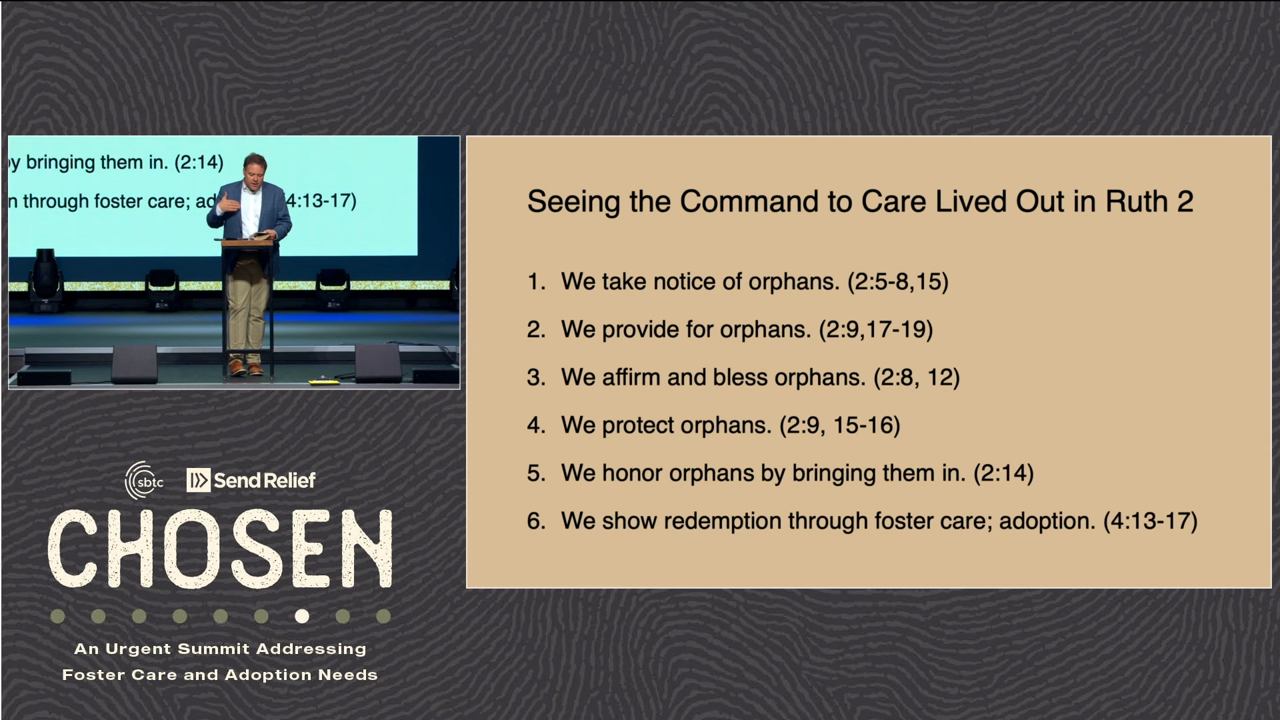 by bringing them in. (2:14)
n through foster care; ad 4:13-17)
Seeing the Command to Care Lived Out in Ruth 2
1. We take notice of orphans. (2:5-8,15)
2. We provide for orphans. (2:9,17-19)
3. We affirm and bless orphans. (2:8, 12)
4. We protect orphans. (2:9, 15-16)
5. We honor orphans by bringing them in. (2:14)
6. We show redemption through foster care; adoption. (4:13-17)
sbtc Send Relief
CHOSEN
An Urgent Summit Addressing
Foster Care and Adoption Needs